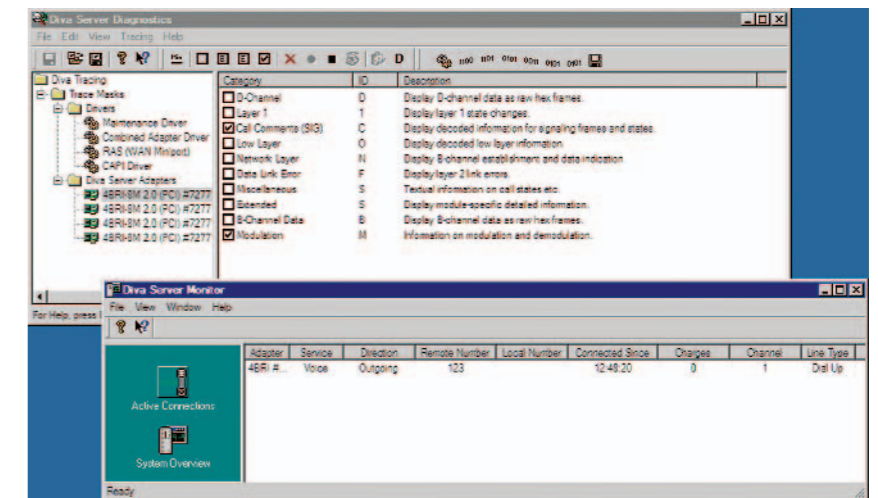 Diva Server Diagnostics
File Edit View Tracing Help
Diva Tracing
Trace Masks
Drivers
Maintenance Driver
Combined Adapter Driver
RAS (WAN Miniport)
CAPI Driver
Diva Server Adapters
4BRI-8M 2.0 (PCI) #7277
4BRI-8M 2.0 (PCI) #7277
4BRI-8M 2.0 (PCI) #7277
4BRI-8M 2.0 (PCI) #7277
Category ID Description
D-Channel D Display D-channel data as raw hex frames.
Layer 1 1 Display layer 1 state changes.
Call Comments (SIG) C Display decoded information for signaling frames and states.
Low Layer O Display decoded low layer information.
Network Layer N Display B-channel establishment and data indication.
Data Link Error F Display layer 2 link errors.
Miscellaneous S Textual information on call states etc.
Extended S Display module-specific detailed information.
B-Channel Data B Display B-channel data as raw hex frames.
Modulation M Information on modulation and demodulation.
For Help, press
Diva Server Monitor
File View Window Help
Active Connections
System Overview
Adapter Service Direction Remote Number Local Number Connected Since Charges Channel Line Type
4BRI #... Voice Outgoing 123 12:48:20 0 1 Dial Up
Ready